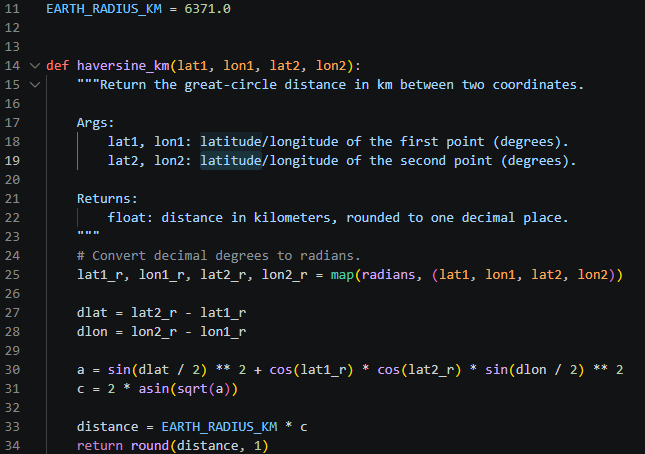 11 EARTH_RADIUS_KM = 6371.0
12
13
14 def haversine_km(lat1, lon1, lat2, lon2):
15     """Return the great-circle distance in km between two coordinates.
16
17     Args:
18         lat1, lon1: latitude/longitude of the first point (degrees).
19         lat2, lon2: latitude/longitude of the second point (degrees).
20
21     Returns:
22         float: distance in kilometers, rounded to one decimal place.
23     """
24     # Convert decimal degrees to radians.
25     lat1_r, lon1_r, lat2_r, lon2_r = map(radians, (lat1, lon1, lat2, lon2))
26
27     dlat = lat2_r - lat1_r
28     dlon = lon2_r - lon1_r
29
30     a = sin(dlat / 2) ** 2 + cos(lat1_r) * cos(lat2_r) * sin(dlon / 2) ** 2
31     c = 2 * asin(sqrt(a))
32
33     distance = EARTH_RADIUS_KM * c
34     return round(distance, 1)